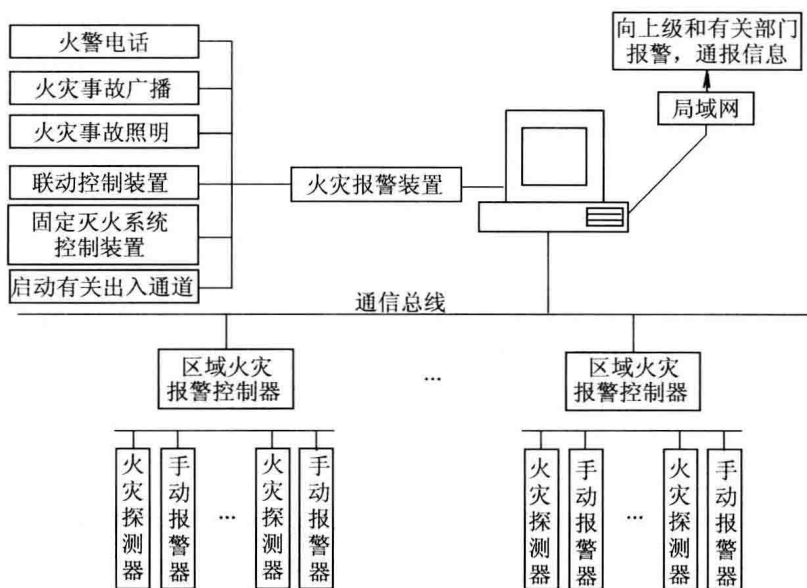 火警电话
火灾事故广播
火灾事故照明
联动控制装置
固定灭火系统
控制装置
启动有关出入通道
火灾报警装置
向上级和有关部门
报警，通报信息
局域网
通信总线
区域火灾
报警控制器
...
区域火灾
报警控制器
火灾探测器
手动报警器
...
火灾探测器
手动报警器
...
火灾探测器
手动报警器
...
火灾探测器
手动报警器